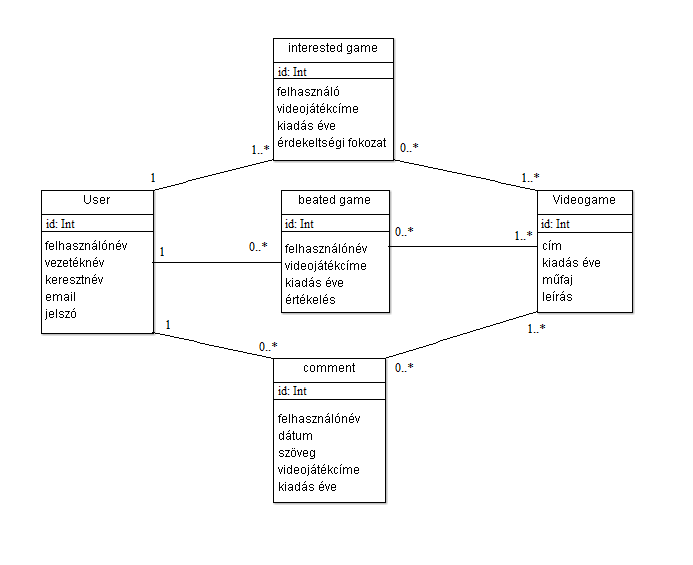 interested game
id: Int
felhasználó
videojátékcíme
kiadás éve
érdekeltségi fokozat
1..*
0..*
1
1..*
User
id: Int
felhasználónév
vezetéknév
keresztnév
email
jelszó
1
0..*
beated game
id: Int
felhasználónév
videojátékcíme
kiadás éve
értékelés
0..*
1..*
Videogame
id: Int
cím
kiadás éve
műfaj
leírás
1
0..*
1..*
0..*
comment
id: Int
felhasználónév
dátum
szöveg
videojátékcíme
kiadás éve